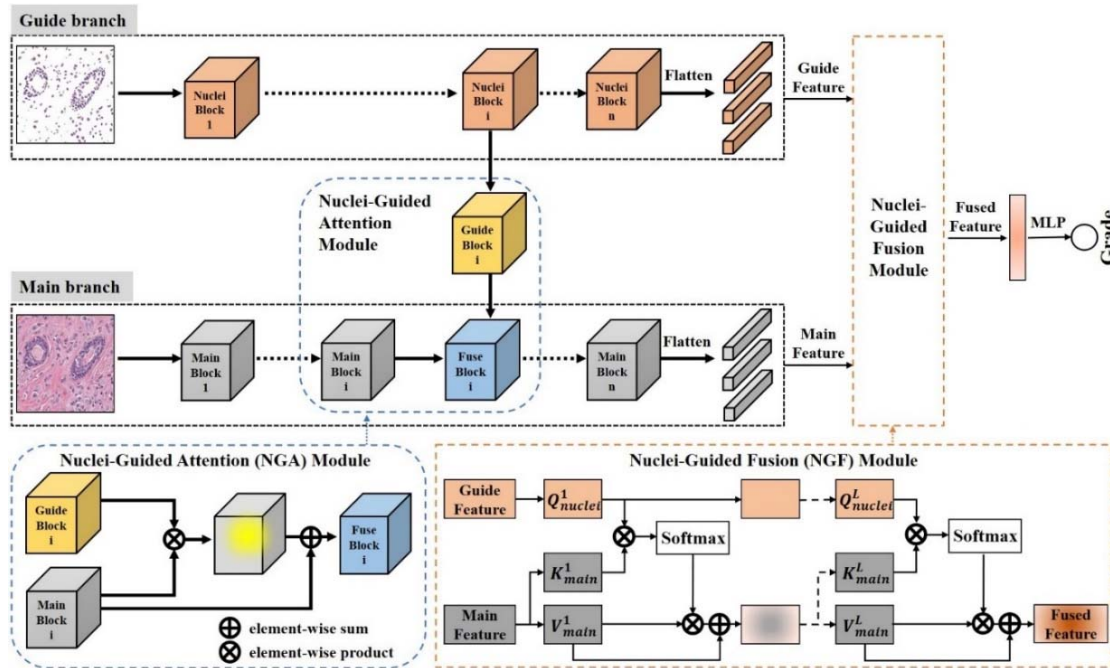 Guide branch
Nuclei
Block
1
Nuclei
Block
i
Nuclei
Block
n
Flatten
Guide
Feature
Nuclei-Guided
Attention
Module
Guide
Block
i
Nuclei-
Guided
Fusion
Module
Fused
Feature
MLP
Grade
Main branch
Main
Block
1
Main
Block
i
Fuse
Block
i
Main
Block
n
Flatten
Main
Feature
Nuclei-Guided Attention (NGA) Module
Guide
Block
i
Main
Block
i
Fuse
Block
i
⊕ element-wise sum
⊗ element-wise product
Nuclei-Guided Fusion (NGF) Module
Guide
Feature
Q¹nuclei
Qᴸnuclei
Softmax
Softmax
K¹main
Kᴸmain
Main
Feature
V¹main
Vᴸmain
Fused
Feature